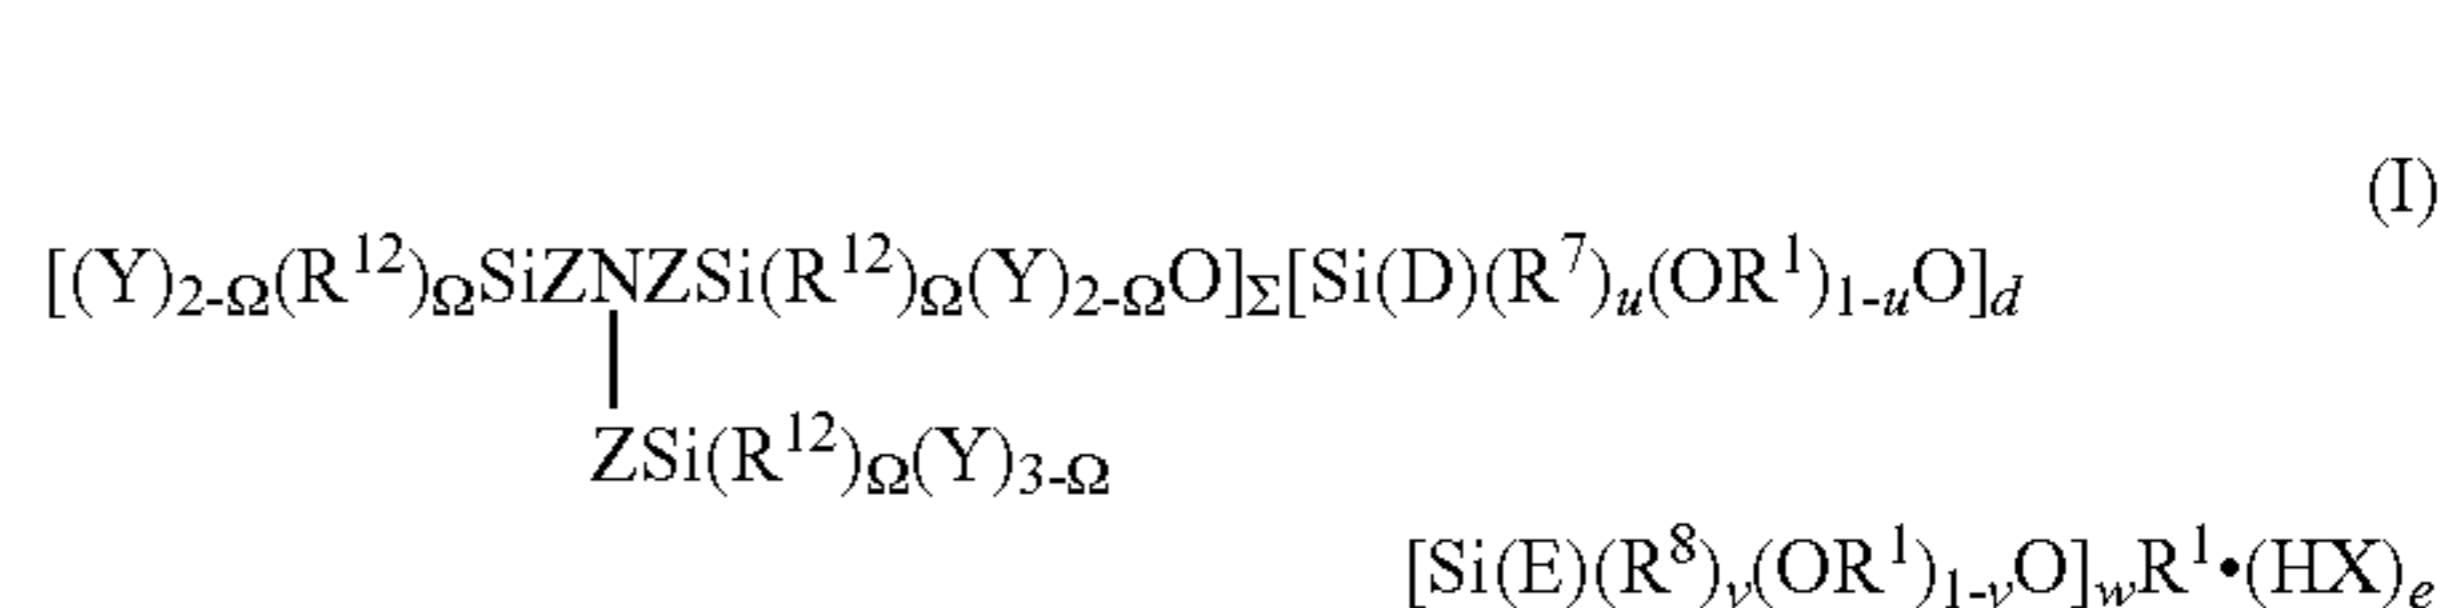 (I)
[(Y)₂₋Ω(R¹²)ΩSiZNZSi(R¹²)Ω(Y)₂₋ΩO]Σ[Si(D)(R⁷)ᵤ(OR¹)₁₋ᵤO]d
ZSi(R¹²)Ω(Y)₃₋Ω
[Si(E)(R⁸)ᵥ(OR¹)₁₋ᵥO]wR¹•(HX)ₑ